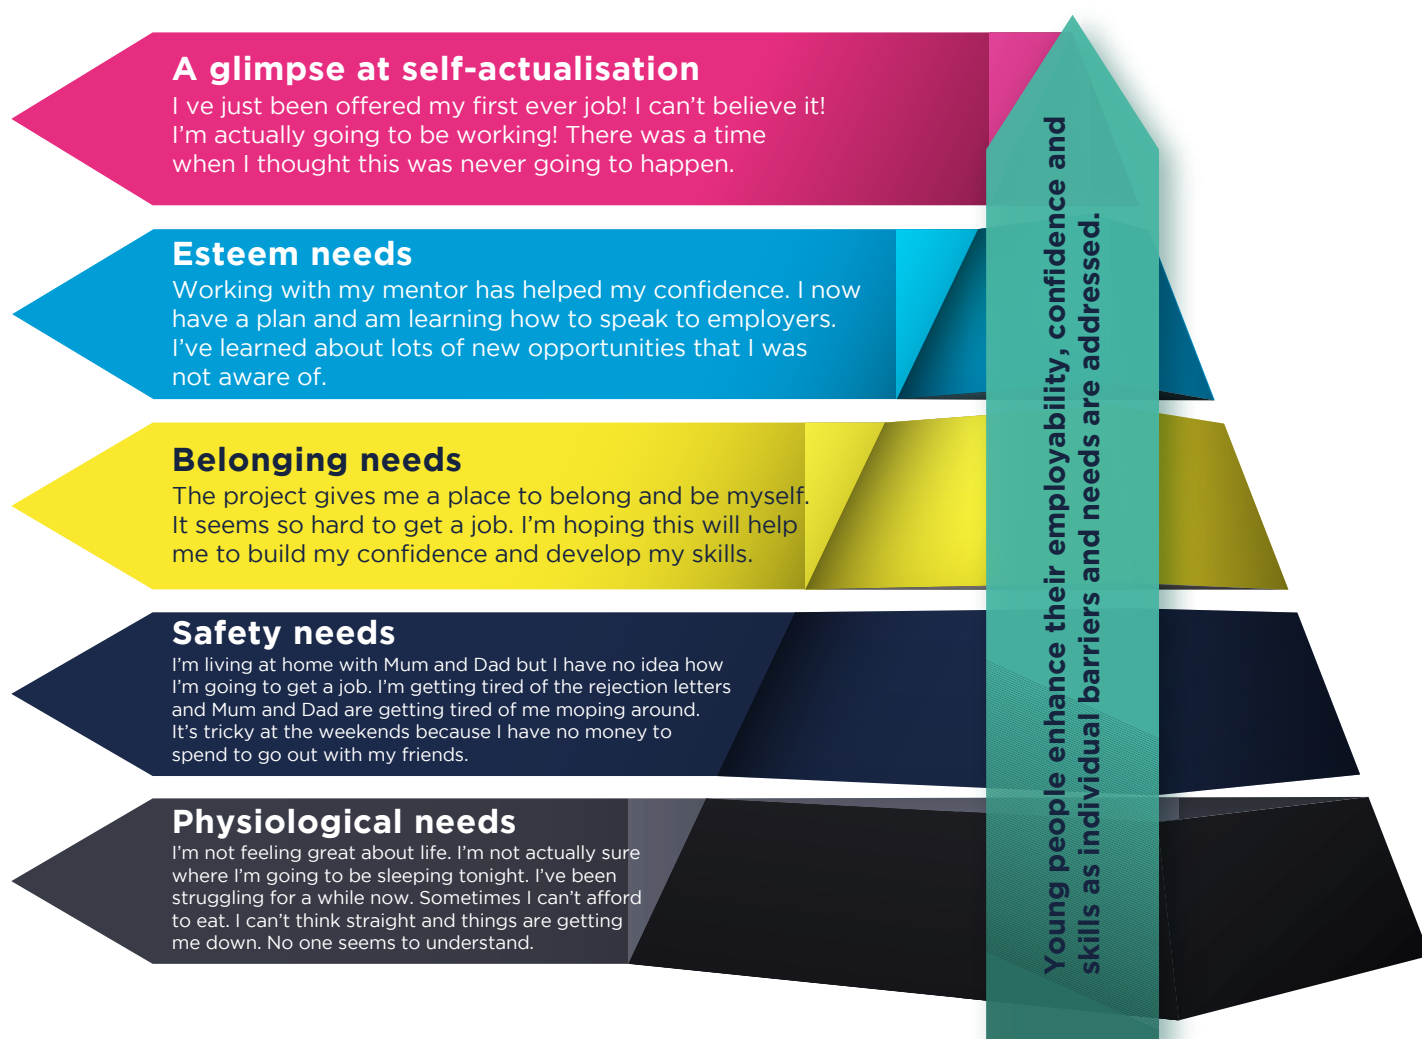 A glimpse at self-actualisation
I ve just been offered my first ever job! I can't believe it!
I'm actually going to be working! There was a time
when I thought this was never going to happen.
Esteem needs
Working with my mentor has helped my confidence. I now
have a plan and am learning how to speak to employers.
I've learned about lots of new opportunities that I was
not aware of.
Belonging needs
The project gives me a place to belong and be myself.
It seems so hard to get a job. I'm hoping this will help
me to build my confidence and develop my skills.
Safety needs
I'm living at home with Mum and Dad but I have no idea how
I'm going to get a job. I'm getting tired of the rejection letters
and Mum and Dad are getting tired of me moping around.
It's tricky at the weekends because I have no money to
spend to go out with my friends.
Physiological needs
I'm not feeling great about life. I'm not actually sure
where I'm going to be sleeping tonight. I've been
struggling for a while now. Sometimes I can't afford
to eat. I can't think straight and things are getting
me down. No one seems to understand.
Young people enhance their employability, confidence and
skills as individual barriers and needs are addressed.